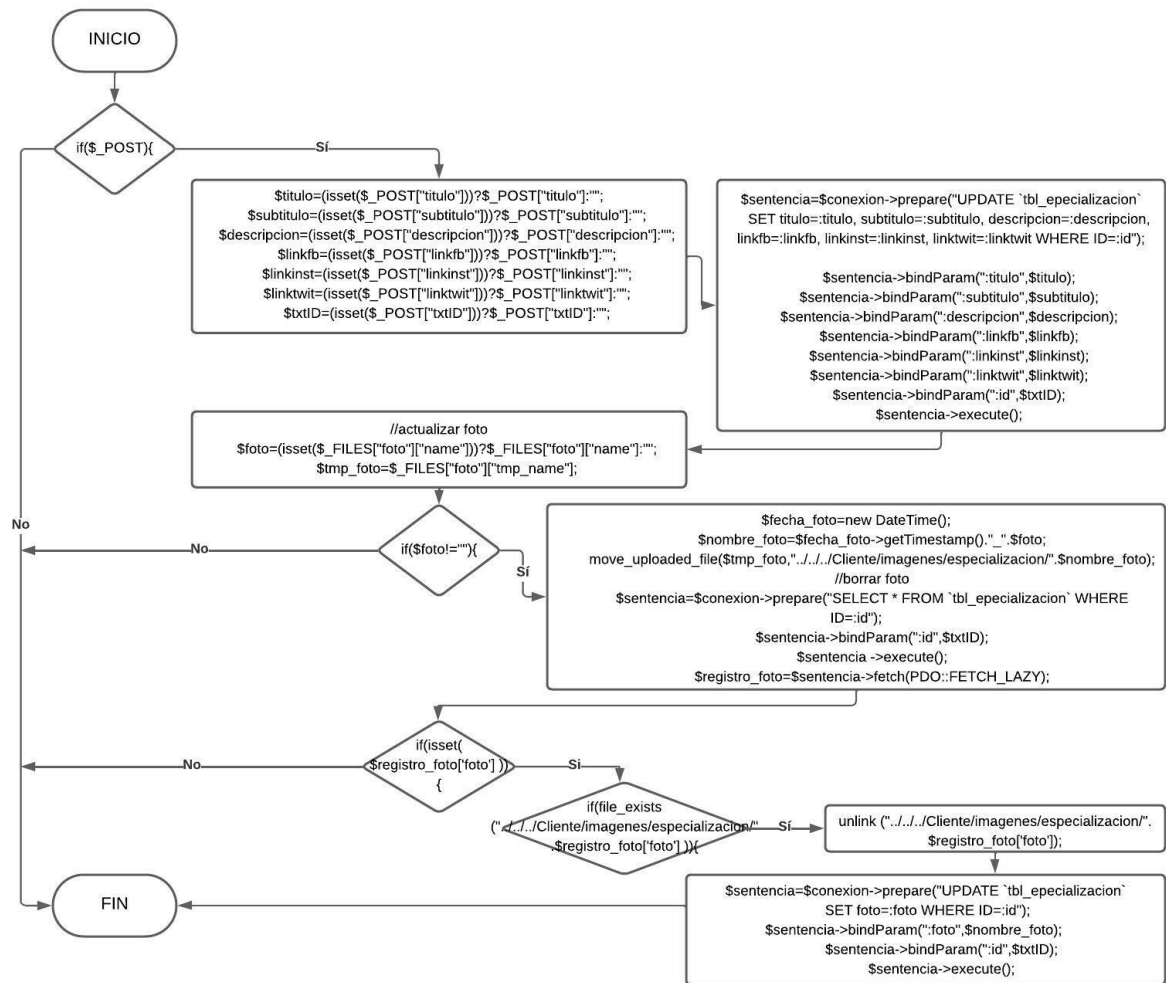 INICIO
if($_POST){
Sí
$titulo=(isset($_POST["titulo"]))?$_POST["titulo"]:"";
$subtitulo=(isset($_POST["subtitulo"]))?$_POST["subtitulo"]:"";
$descripcion=(isset($_POST["descripcion"]))?$_POST["descripcion"]:"";
$linkfb=(isset($_POST["linkfb"]))?$_POST["linkfb"]:"";
$linkinst=(isset($_POST["linkinst"]))?$_POST["linkinst"]:"";
$linktwit=(isset($_POST["linktwit"]))?$_POST["linktwit"]:"";
$txtID=(isset($_POST["txtID"]))?$_POST["txtID"]:"";
$sentencia=$conexion->prepare("UPDATE `tbl_epecializacion`
SET titulo=:titulo, subtitulo=:subtitulo, descripcion=:descripcion,
linkfb=:linkfb, linkinst=:linkinst, linktwit=:linktwit WHERE ID=:id");
$sentencia->bindParam(":titulo",$titulo);
$sentencia->bindParam(":subtitulo",$subtitulo);
$sentencia->bindParam(":descripcion",$descripcion);
$sentencia->bindParam(":linkfb",$linkfb);
$sentencia->bindParam(":linkinst",$linkinst);
$sentencia->bindParam(":linktwit",$linktwit);
$sentencia->bindParam(":id",$txtID);
$sentencia->execute();
//actualizar foto
$foto=(isset($_FILES["foto"]["name"]))?$_FILES["foto"]["name"]:"";
$tmp_foto=$_FILES["foto"]["tmp_name"];
No
if($foto!=""){
No
Sí
$fecha_foto=new DateTime();
$nombre_foto=$fecha_foto->getTimestamp()."_".$foto;
move_uploaded_file($tmp_foto,"../../../Cliente/imagenes/especializacion/".$nombre_foto);
//borrar foto
$sentencia=$conexion->prepare("SELECT * FROM `tbl_epecializacion` WHERE
ID=:id");
$sentencia->bindParam(":id",$txtID);
$sentencia ->execute();
$registro_foto=$sentencia->fetch(PDO::FETCH_LAZY);
if(isset(
$registro_foto['foto'] ))
{
No
Si
if(file_exists
("../../../Cliente/imagenes/especializacion/"
.$registro_foto['foto'] )){
Sí
unlink ("../../../Cliente/imagenes/especializacion/".
$registro_foto['foto']);
$sentencia=$conexion->prepare("UPDATE `tbl_epecializacion`
SET foto=:foto WHERE ID=:id");
$sentencia->bindParam(":foto",$nombre_foto);
$sentencia->bindParam(":id",$txtID);
$sentencia->execute();
FIN